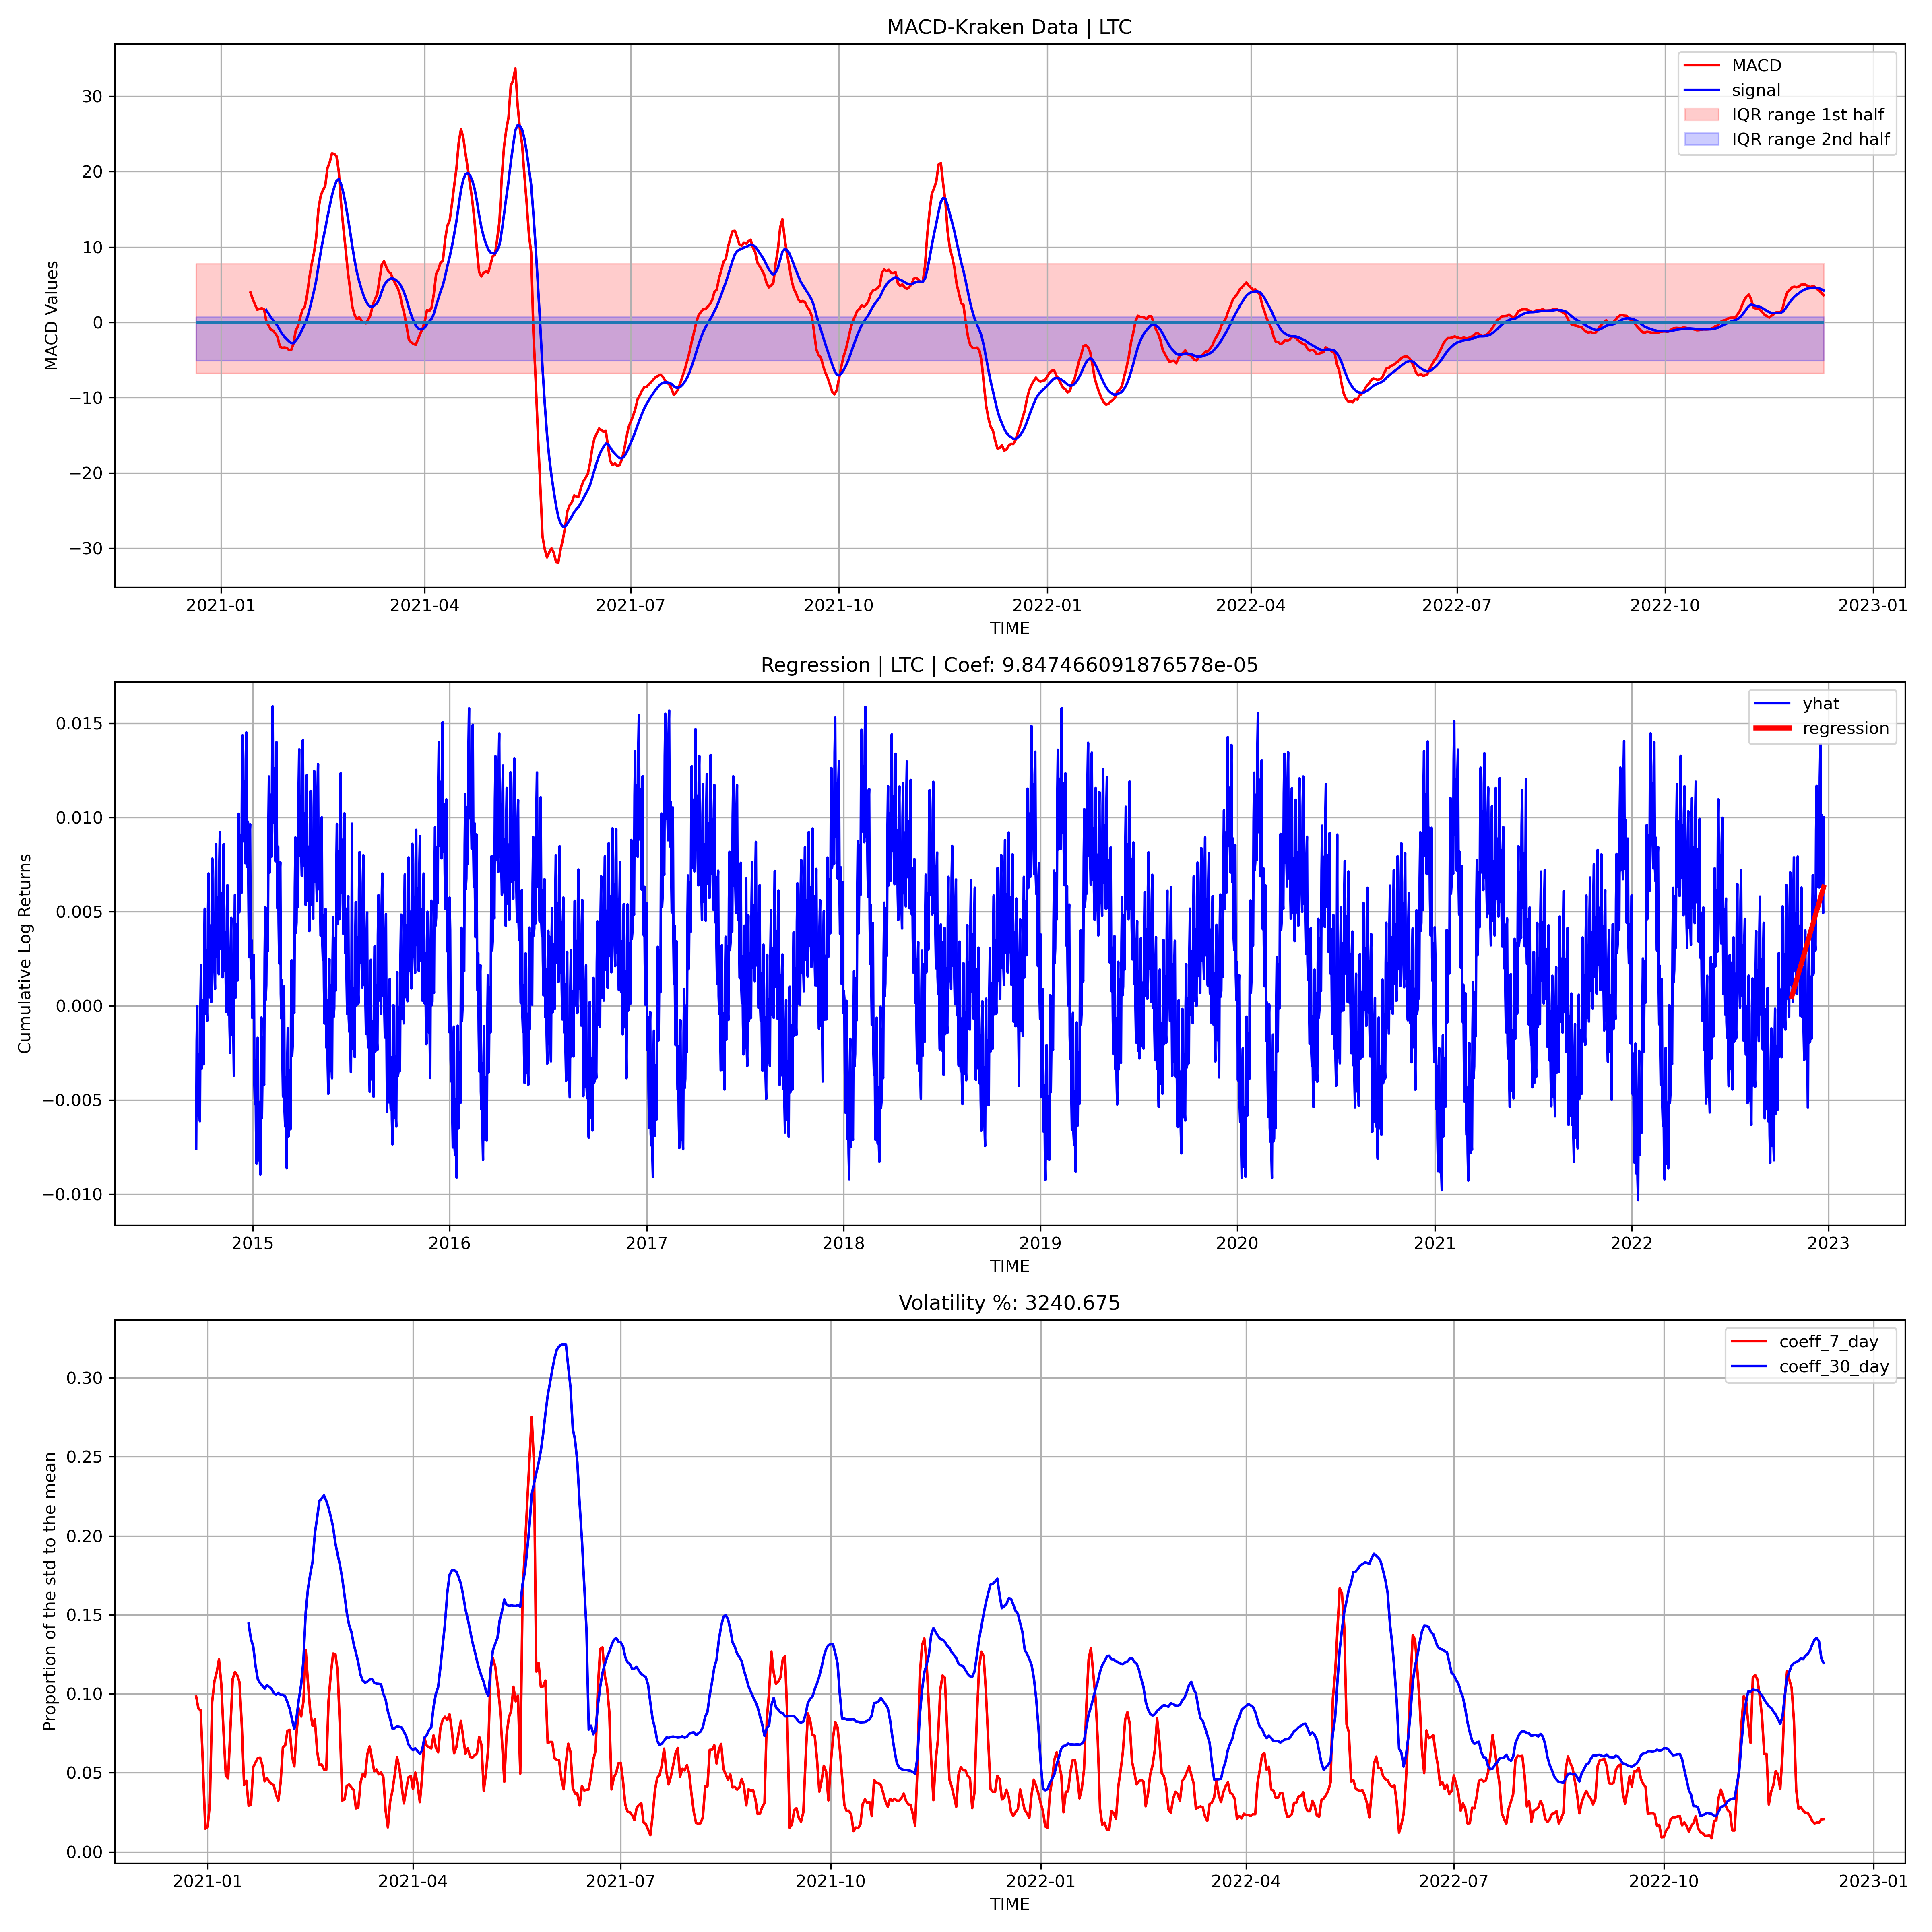 MACD-Kraken Data | LTC
MACD
signal
IQR range 1st half
IQR range 2nd half
MACD Values
30
20
10
0
−10
−20
−30
2021-01 2021-04 2021-07 2021-10 2022-01 2022-04 2022-07 2022-10 2023-01
TIME
Regression | LTC | Coef: 9.847466091876578e-05
yhat
regression
Cumulative Log Returns
0.015
0.010
0.005
0.000
−0.005
−0.010
2015 2016 2017 2018 2019 2020 2021 2022 2023
TIME
Volatility %: 3240.675
coeff_7_day
coeff_30_day
Proportion of the std to the mean
0.30
0.25
0.20
0.15
0.10
0.05
0.00
2021-01 2021-04 2021-07 2021-10 2022-01 2022-04 2022-07 2022-10 2023-01
TIME